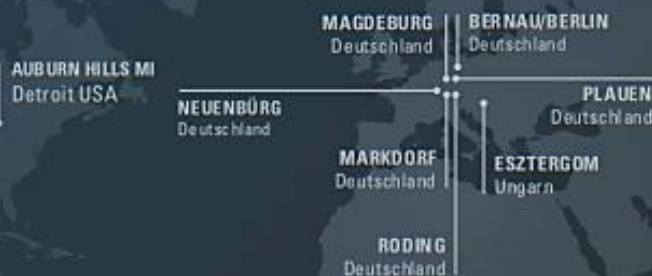 MAGDEBURG
Deutschland
BERNAU/BERLIN
Deutschland
AUBURN HILLS MI
Detroit USA
NEUENBÜRG
Deutschland
PLAUEN
Deutschland
MARKDORF
Deutschland
ESZTERGOM
Ungarn
RODING
Deutschland